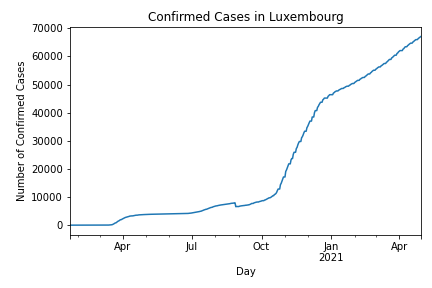 Confirmed Cases in Luxembourg
70000
60000
50000
40000
30000
20000
10000
0
Number of Confirmed Cases
Apr
Jul
Oct
Jan
2021
Apr
Day